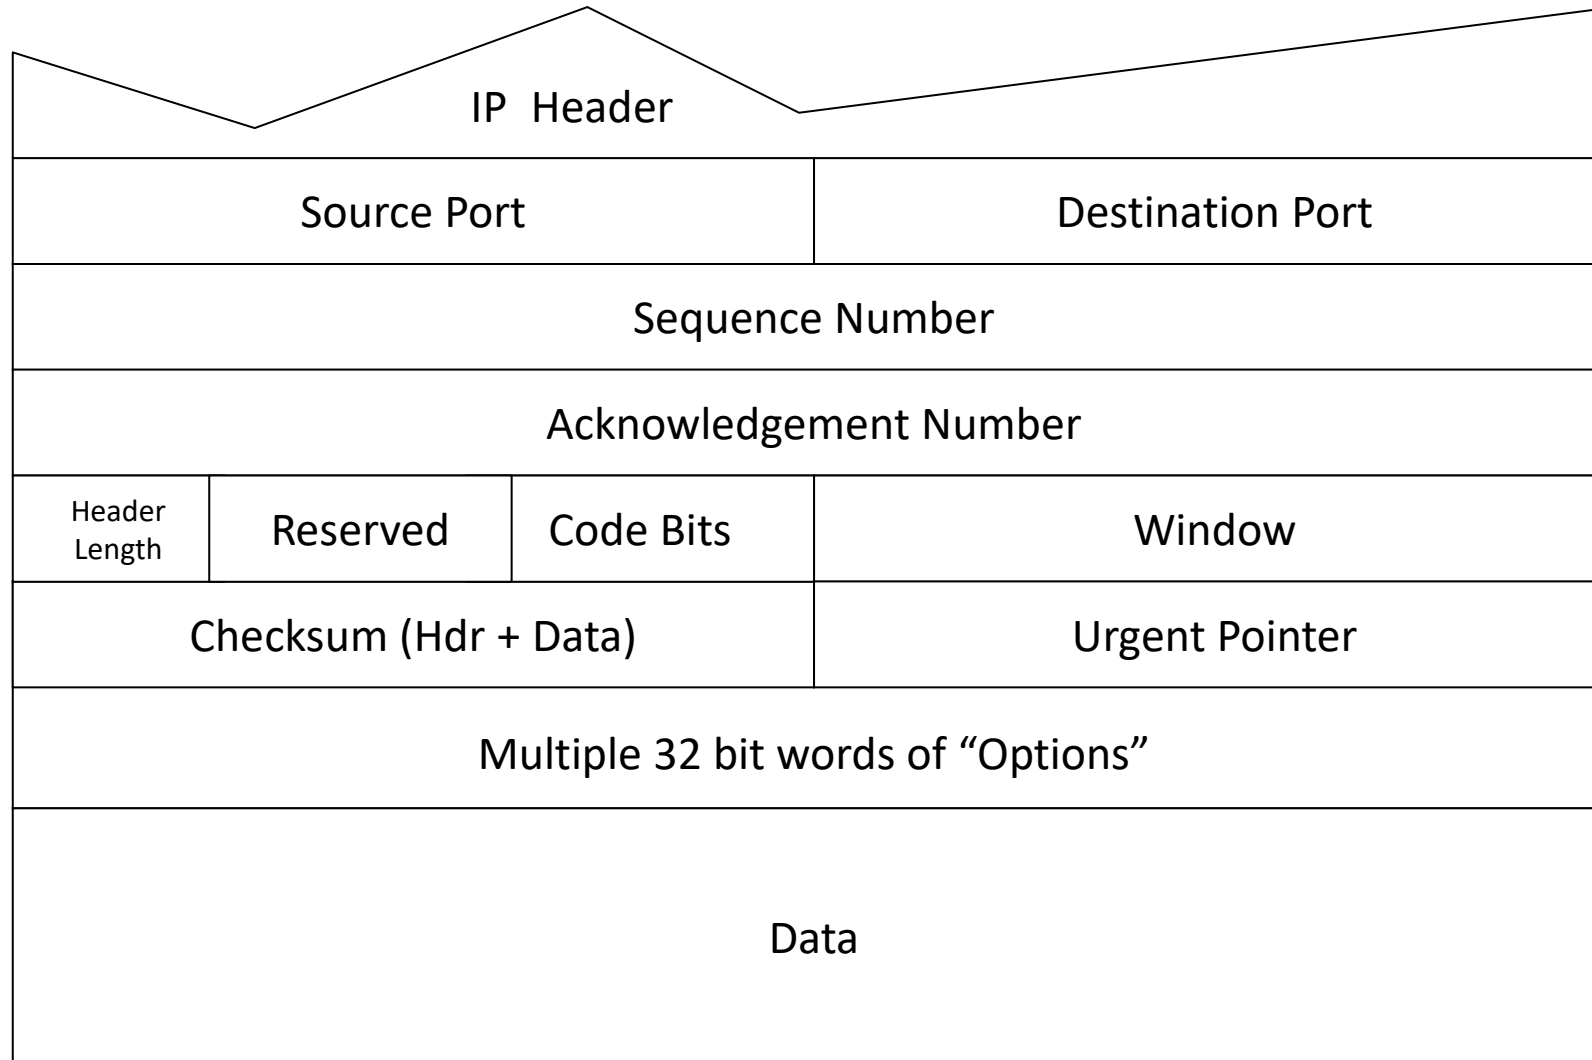 IP  Header
Source Port
Destination Port
Sequence Number
Acknowledgement Number
Header
Length
Reserved
Code Bits
Window
Checksum (Hdr + Data)
Urgent Pointer
Multiple 32 bit words of “Options”
Data